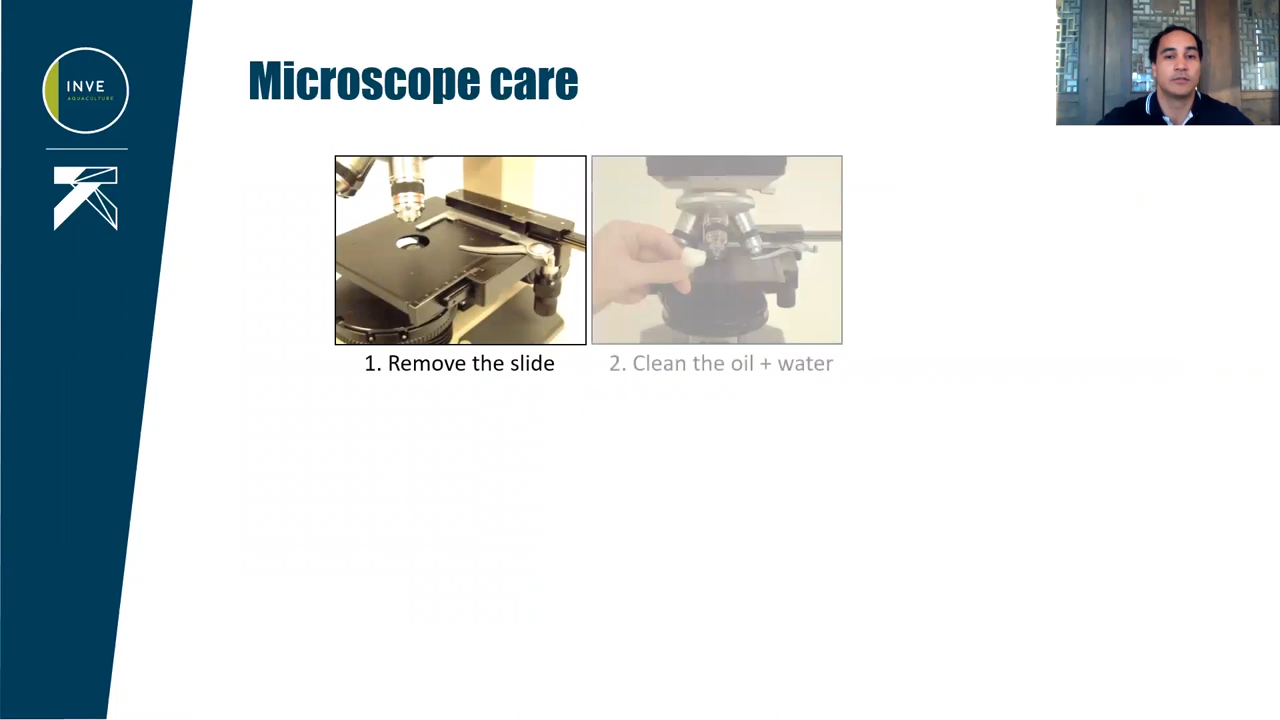 INVE
AQUACULTURE
Microscope care
1. Remove the slide
2. Clean the oil + water